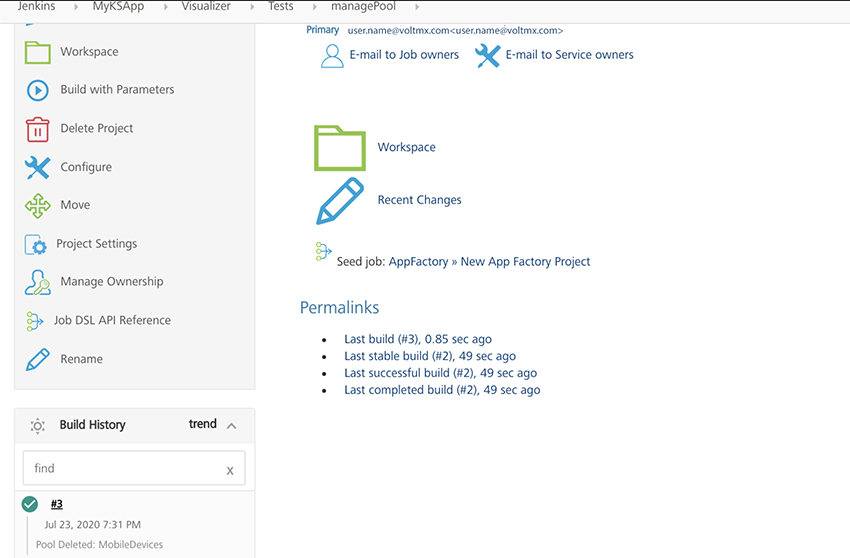 Jenkins MyKSApp Visualizer Tests managePool
Workspace
Build with Parameters
Delete Project
Configure
Move
Project Settings
Manage Ownership
Job DSL API Reference
Rename
Build History trend
find x
#3
Jul 23, 2020 7:31 PM
Pool Deleted: MobileDevices
Primary user.name@voltmx.com<user.name@voltmx.com>
E-mail to Job owners E-mail to Service owners
Workspace
Recent Changes
Seed job: AppFactory » New App Factory Project
Permalinks
• Last build (#3), 0.85 sec ago
• Last stable build (#2), 49 sec ago
• Last successful build (#2), 49 sec ago
• Last completed build (#2), 49 sec ago